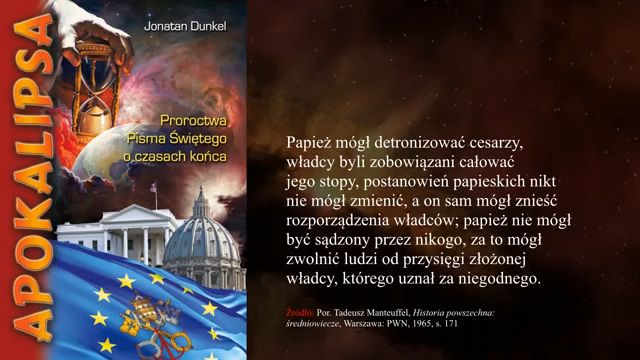 Jonatan Dunkel
APOKALIPSA
Proroctwa
Pisma Świętego
o czasach końca
Papież mógł detronizować cesarzy,
władcy byli zobowiązani całować
jego stopy, postanowień papieskich nikt
nie mógł zmienić, a on sam mógł znieść
rozporządzenia władców; papież nie mógł
być sądzony przez nikogo, za to mógł
zwolnić ludzi od przysięgi złożonej
władcy, którego uznał za niegodnego.
Źródło: Por. Tadeusz Manteuffel, Historia powszechna:
średniowiecze, Warszawa: PWN, 1965, s. 171